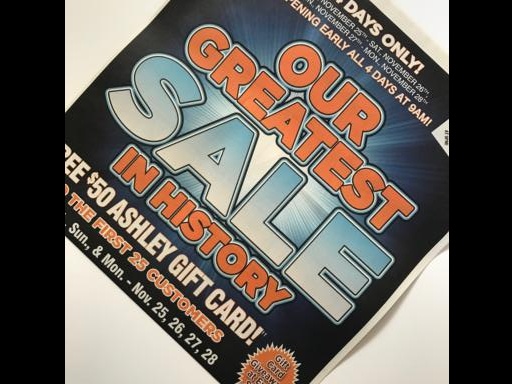 DAYS ONLY!
NOVEMBER 25TH · SAT. NOVEMBER 26TH
NOVEMBER 27TH · MON. NOVEMBER 28TH
OPENING EARLY ALL 4 DAYS AT 9AM!
OUR
GREATEST
SALE
IN HISTORY
$50 ASHLEY GIFT CARD!
THE FIRST 25 CUSTOMERS
Sun., & Mon. - Nov. 25, 26, 27, 28
Gift
Card